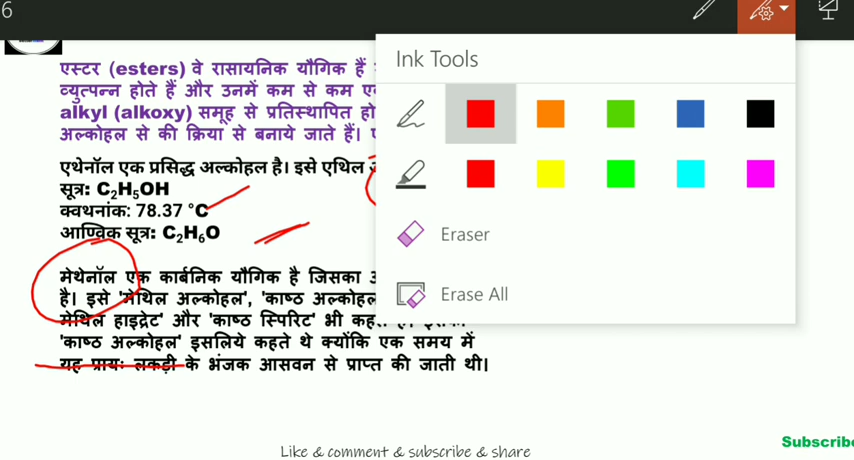 6
एस्टर (esters) वे रासायनिक यौगिक हैं
व्युत्पन्न होते हैं और उनमें कम से कम
alkyl (alkoxy) समूह से प्रतिस्थापित
अल्कोहल से की क्रिया से बनाये जाते हैं।
एथेनॉल एक प्रसिद्ध अल्कोहल है। इसे एथिल
सूत्र: C₂H₅OH
क्वथनांक: 78.37 °C
आण्विक सूत्र: C₂H₆O
मेथेनॉल एक कार्बनिक यौगिक है जिसका
है। इसे 'मेथिल अल्कोहल', 'काष्ठ अल्कोहल
मेथिल हाइड्रेट' और 'काष्ठ स्पिरिट' भी
'काष्ठ अल्कोहल' इसलिये कहते थे क्योंकि एक समय में
यह प्रायः लकड़ी के भंजक आसवन से प्राप्त की जाती थी।
Ink Tools
Eraser
Erase All
Subscribe
Like & comment & subscribe & share